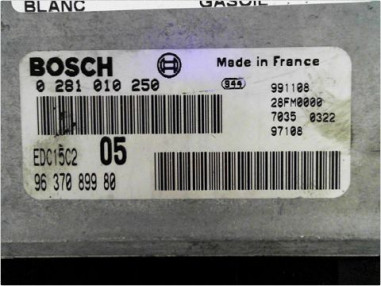 BLANC GASOIL
BOSCH Made in France
0 281 010 250 944 991108
28FM0000
7035 0322
97108
EDC15C2 05
96 370 899 80